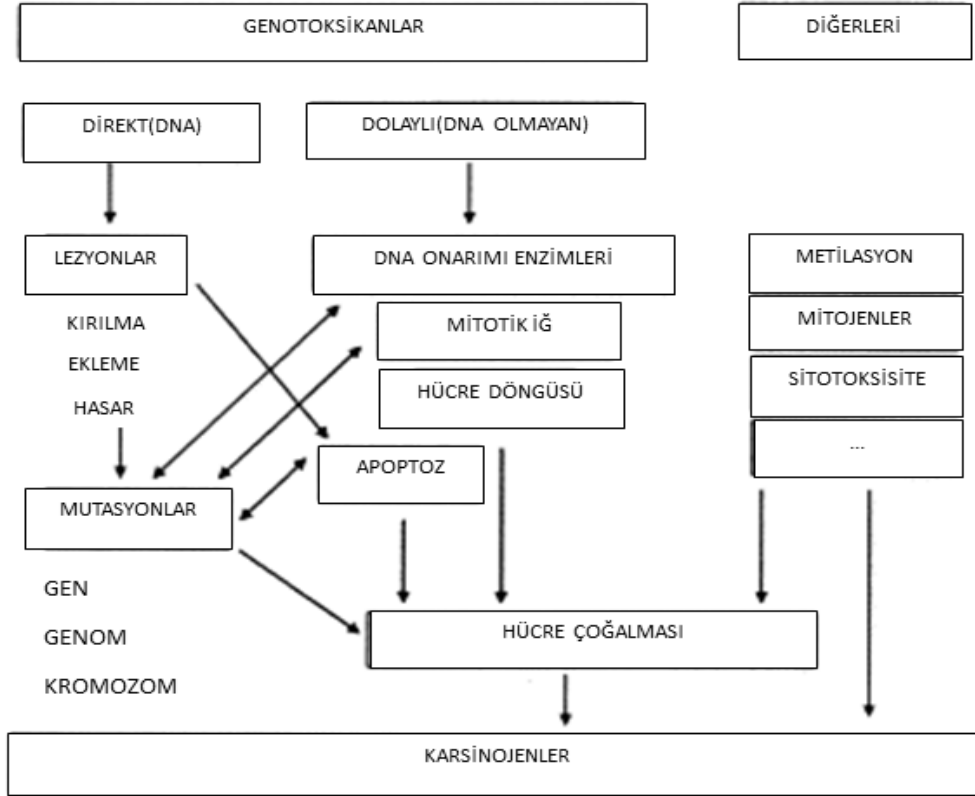 GENOTOKSİKANLAR
DİĞERLERİ
DİREKT(DNA)
DOLAYLI(DNA OLMAYAN)
LEZYONLAR
DNA ONARIMI ENZİMLERİ
METİLASYON
KIRILMA
MİTOTİK İĞ
MİTOJENLER
EKLEME
HÜCRE DÖNGÜSÜ
SİTOTOKSİSİTE
HASAR
...
APOPTOZ
MUTASYONLAR
GEN
GENOM
KROMOZOM
HÜCRE ÇOĞALMASI
KARSİNOJENLER